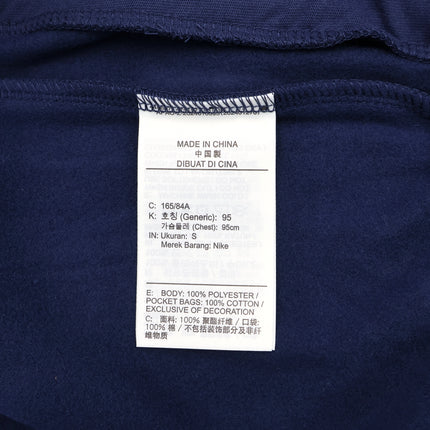 MADE IN CHINA
中国製
DIBUAT DI CINA
C: 165/84A
K: 호칭 (Generic): 95
가슴둘레 (Chest): 95cm
IN: Ukuran: S
Merek Barang: Nike
E: BODY: 100% POLYESTER /
POCKET BAGS: 100% COTTON /
EXCLUSIVE OF DECORATION
C: 面料: 100% 聚酯纤维 / 口袋:
100% 棉 / 不包括装饰部分及非纤
维物质